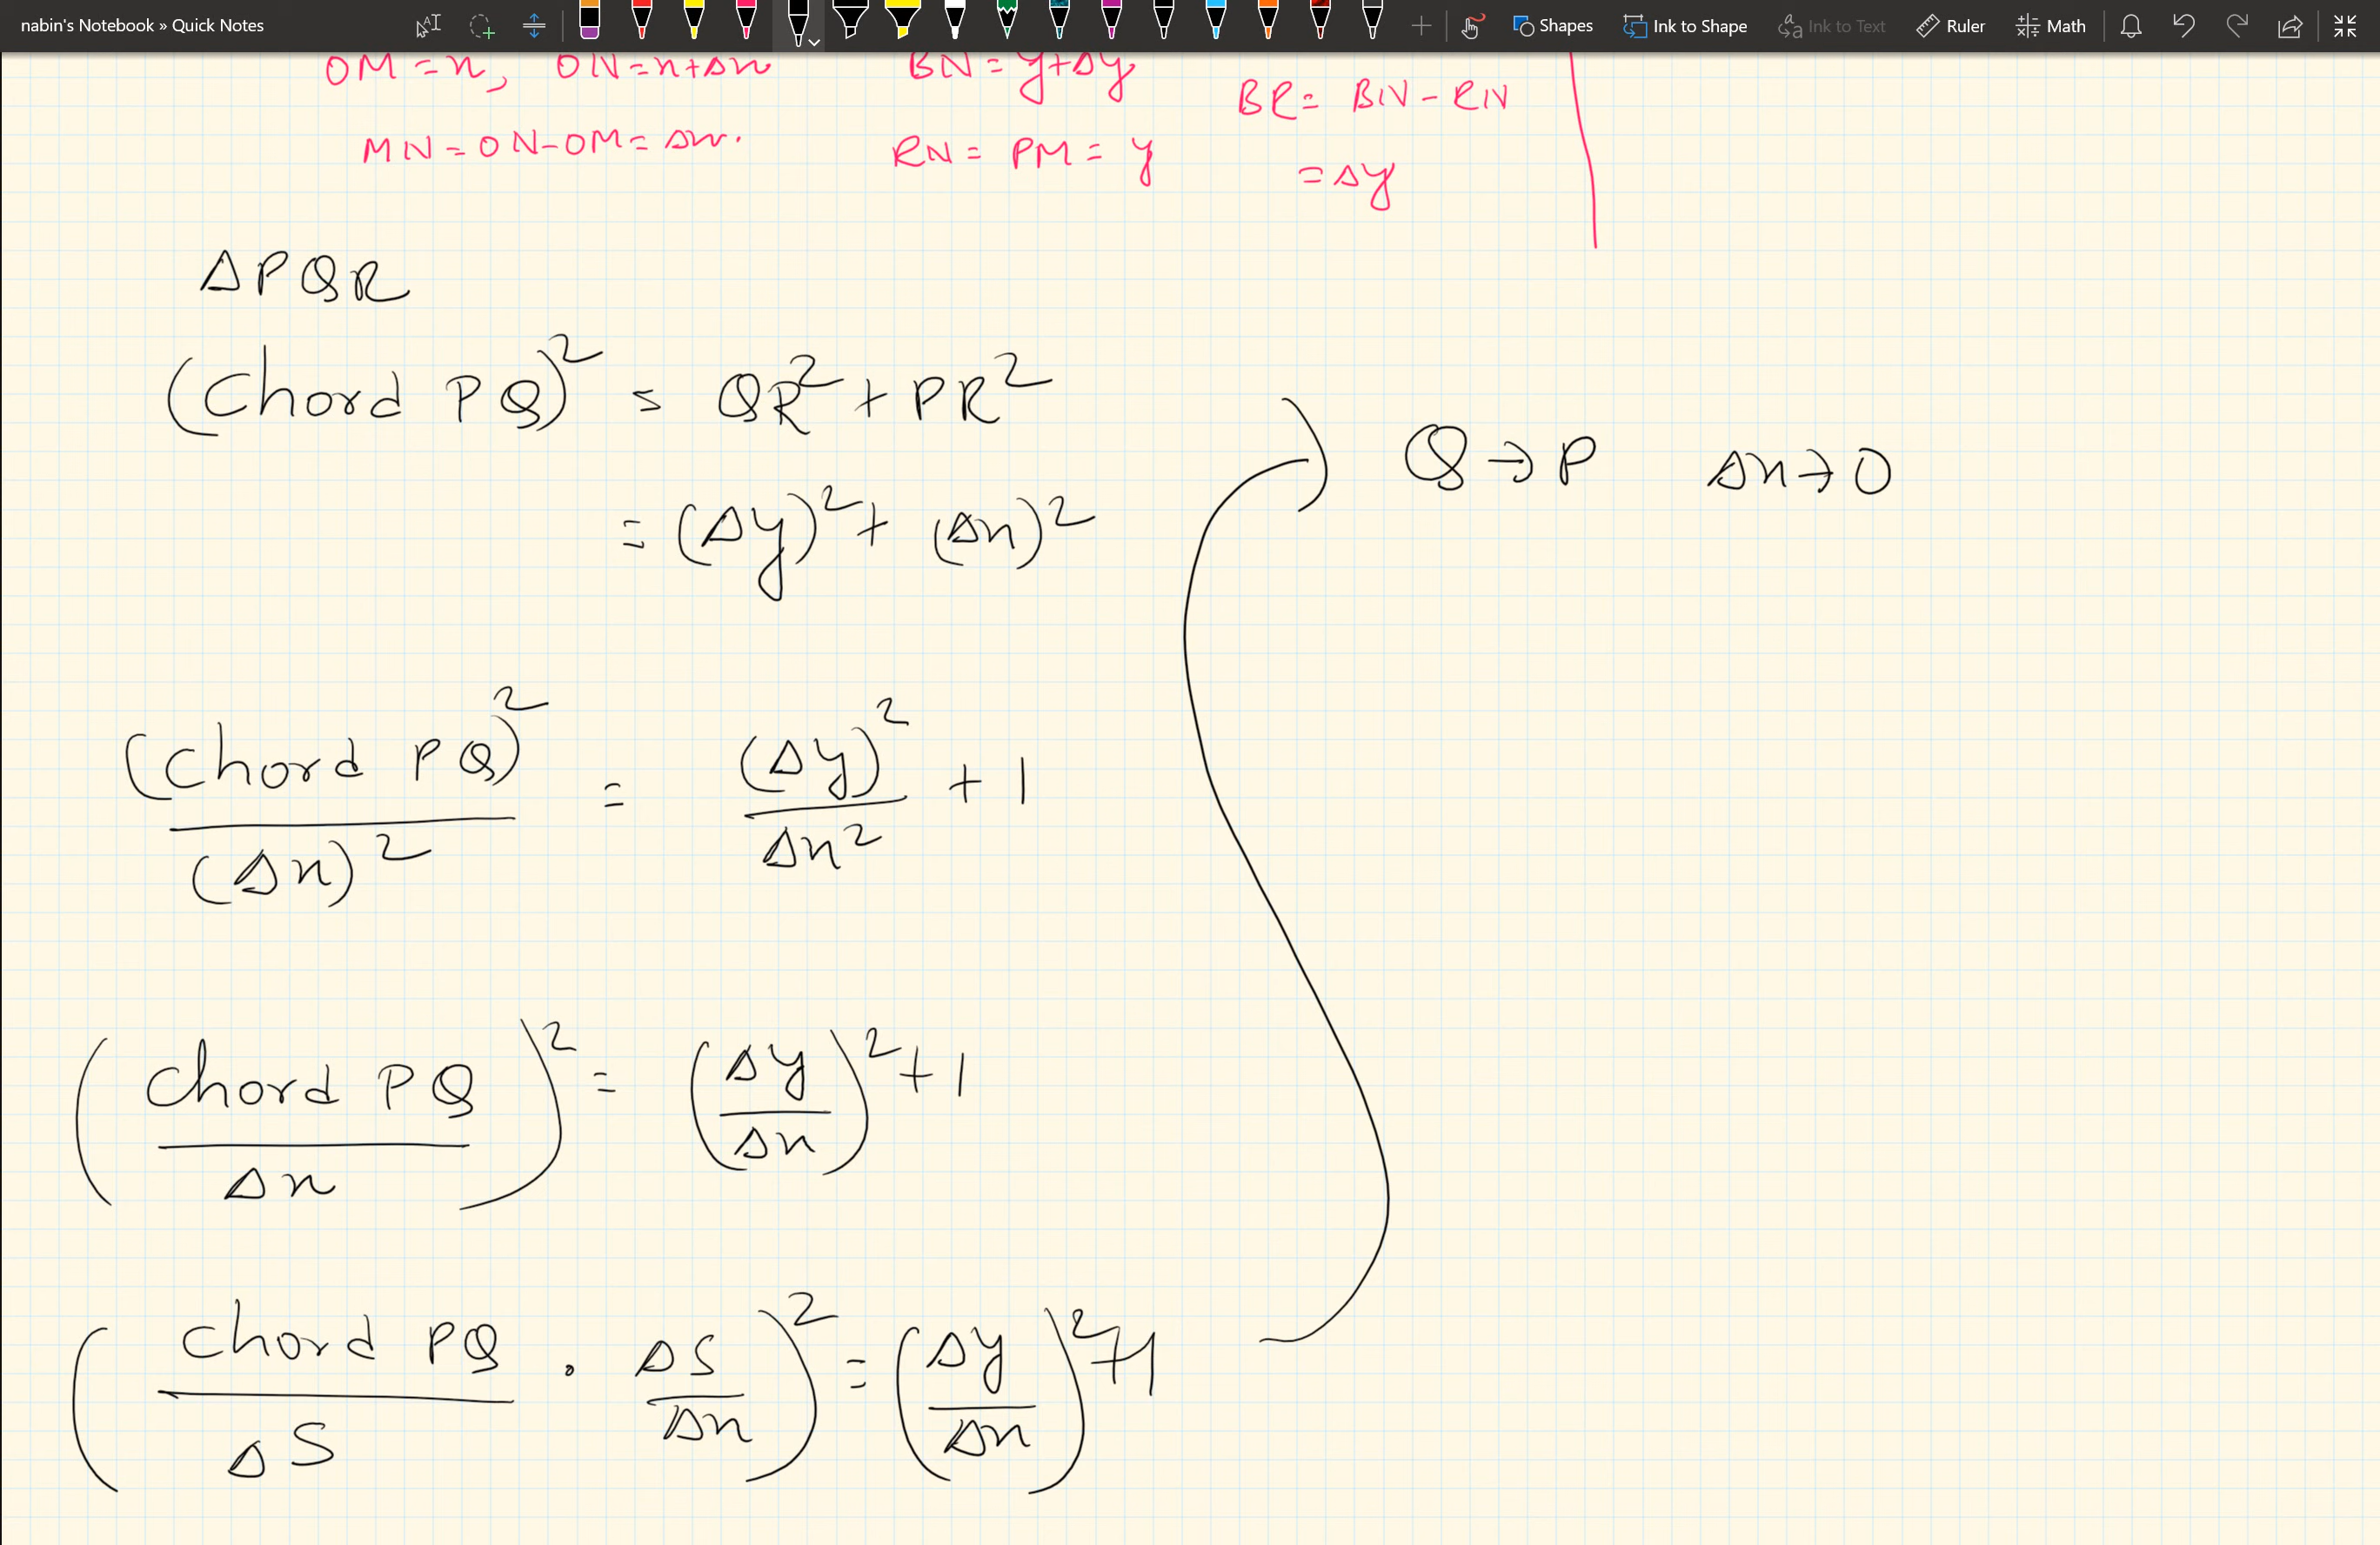 nabin's Notebook » Quick Notes
Shapes Ink to Shape Ink to Text Ruler Math
OM = x, ON = x+Δx BN = y+Δy
BR = BN - RN
MN = ON-OM = Δx. RN = PM = y
= Δy
ΔPQR
(Chord PQ)² = QR² + PR²
Q → P Δx → 0
= (Δy)² + (Δx)²
(Chord PQ)² / (Δx)² = (Δy)² / Δx² + 1
(Chord PQ / Δx)² = (Δy / Δx)² + 1
(Chord PQ / ΔS · ΔS / Δx)² = (Δy / Δx)² + 1